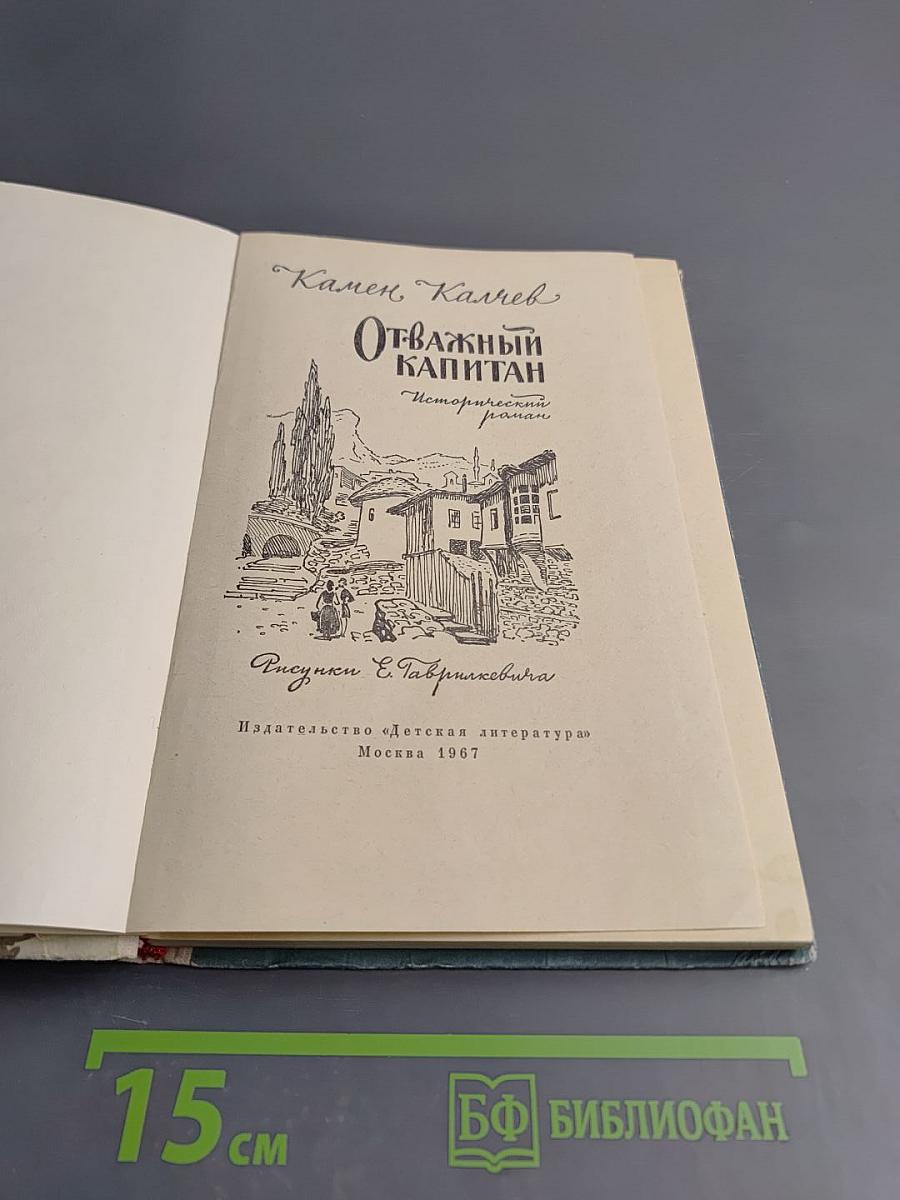 Камен Калчев
Отважный
капитан
Исторический
роман
Рисунки Е. Гаврилкевича
Издательство «Детская литература»
Москва 1967
15 см
БФ БИБЛИОФАН